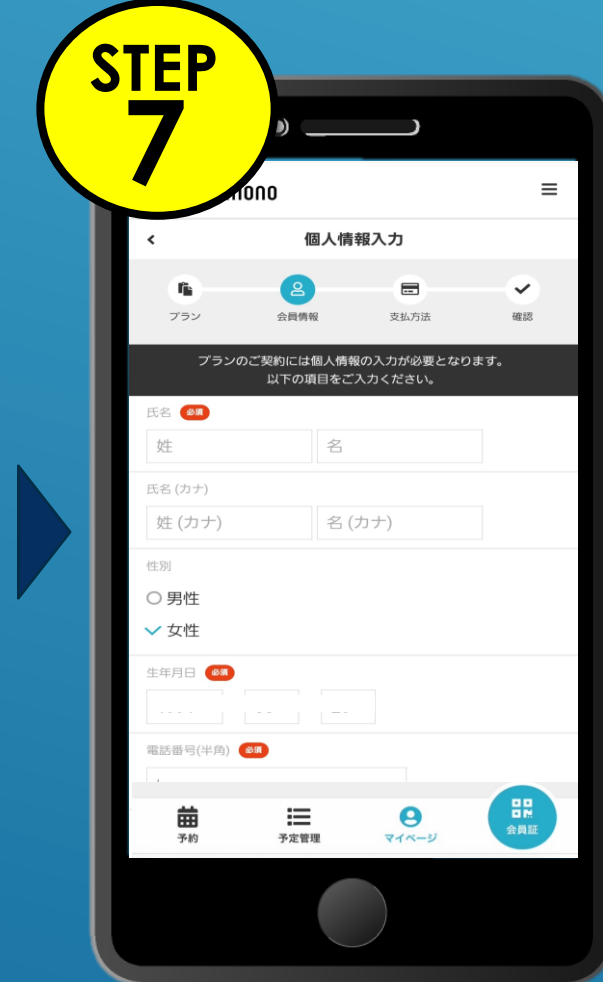 STEP
7
個人情報入力
プラン 会員情報 支払方法 確認
プランのご契約には個人情報の入力が必要となります。
以下の項目をご入力ください。
氏名 必須
姓 名
氏名 (カナ)
姓 (カナ) 名 (カナ)
性別
男性
女性
生年月日 必須
電話番号(半角) 必須
予約 予定管理 マイページ 会員証